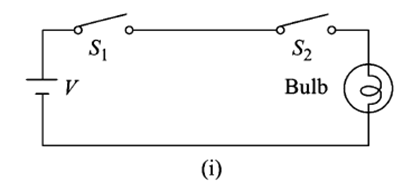 S₁ S₂
V Bulb
(i)